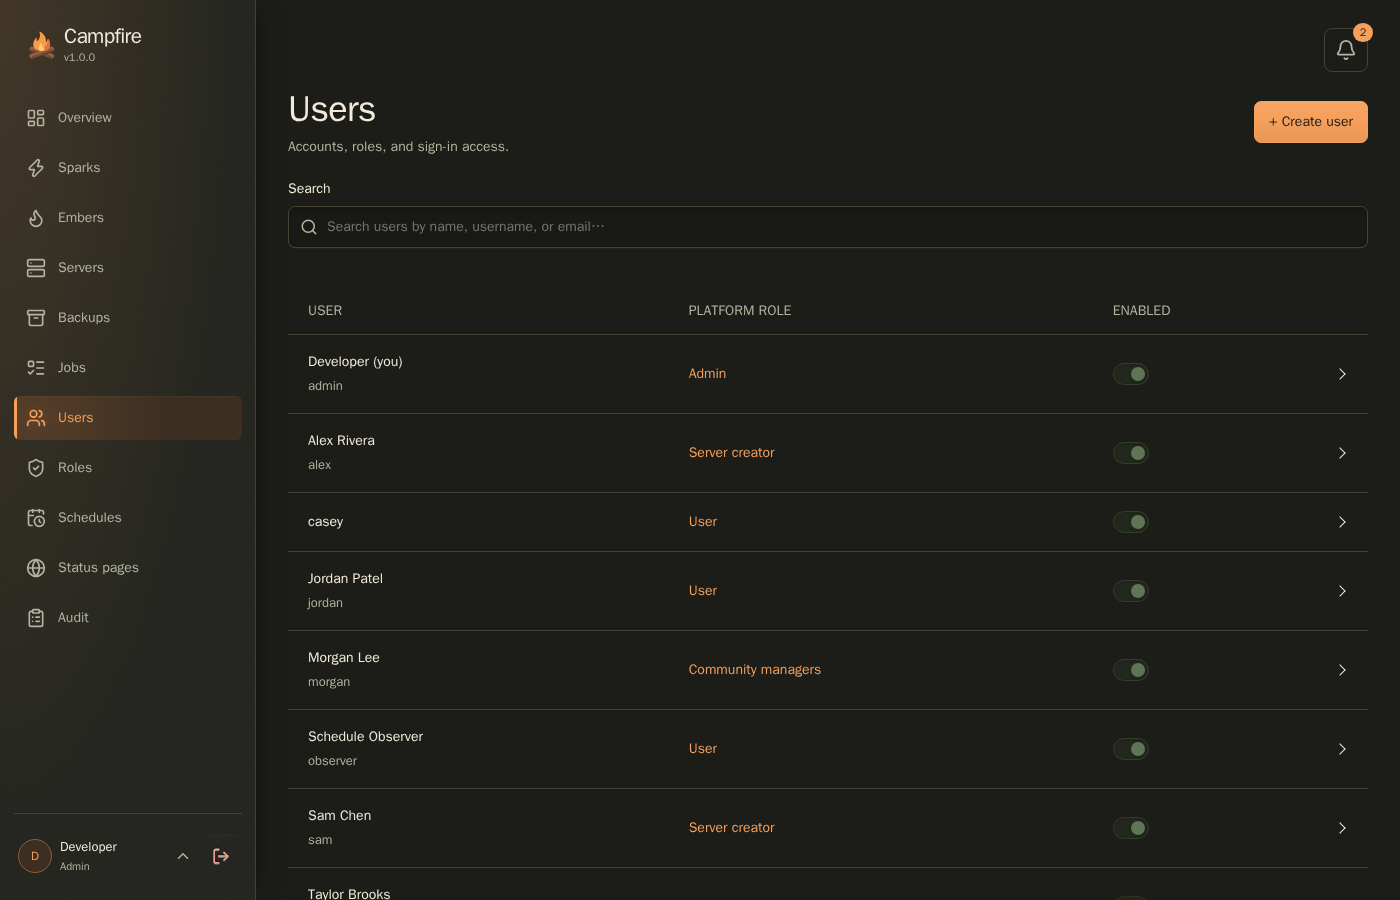 Campfire
v1.0.0
Overview
Sparks
Embers
Servers
Backups
Jobs
Users
Roles
Schedules
Status pages
Audit
D
Developer
Admin
2
Users
Accounts, roles, and sign-in access.
+ Create user
Search
Search users by name, username, or email…
USER PLATFORM ROLE ENABLED
Developer (you)
admin
Admin
Alex Rivera
alex
Server creator
casey
User
Jordan Patel
jordan
User
Morgan Lee
morgan
Community managers
Schedule Observer
observer
User
Sam Chen
sam
Server creator
Taylor Brooks